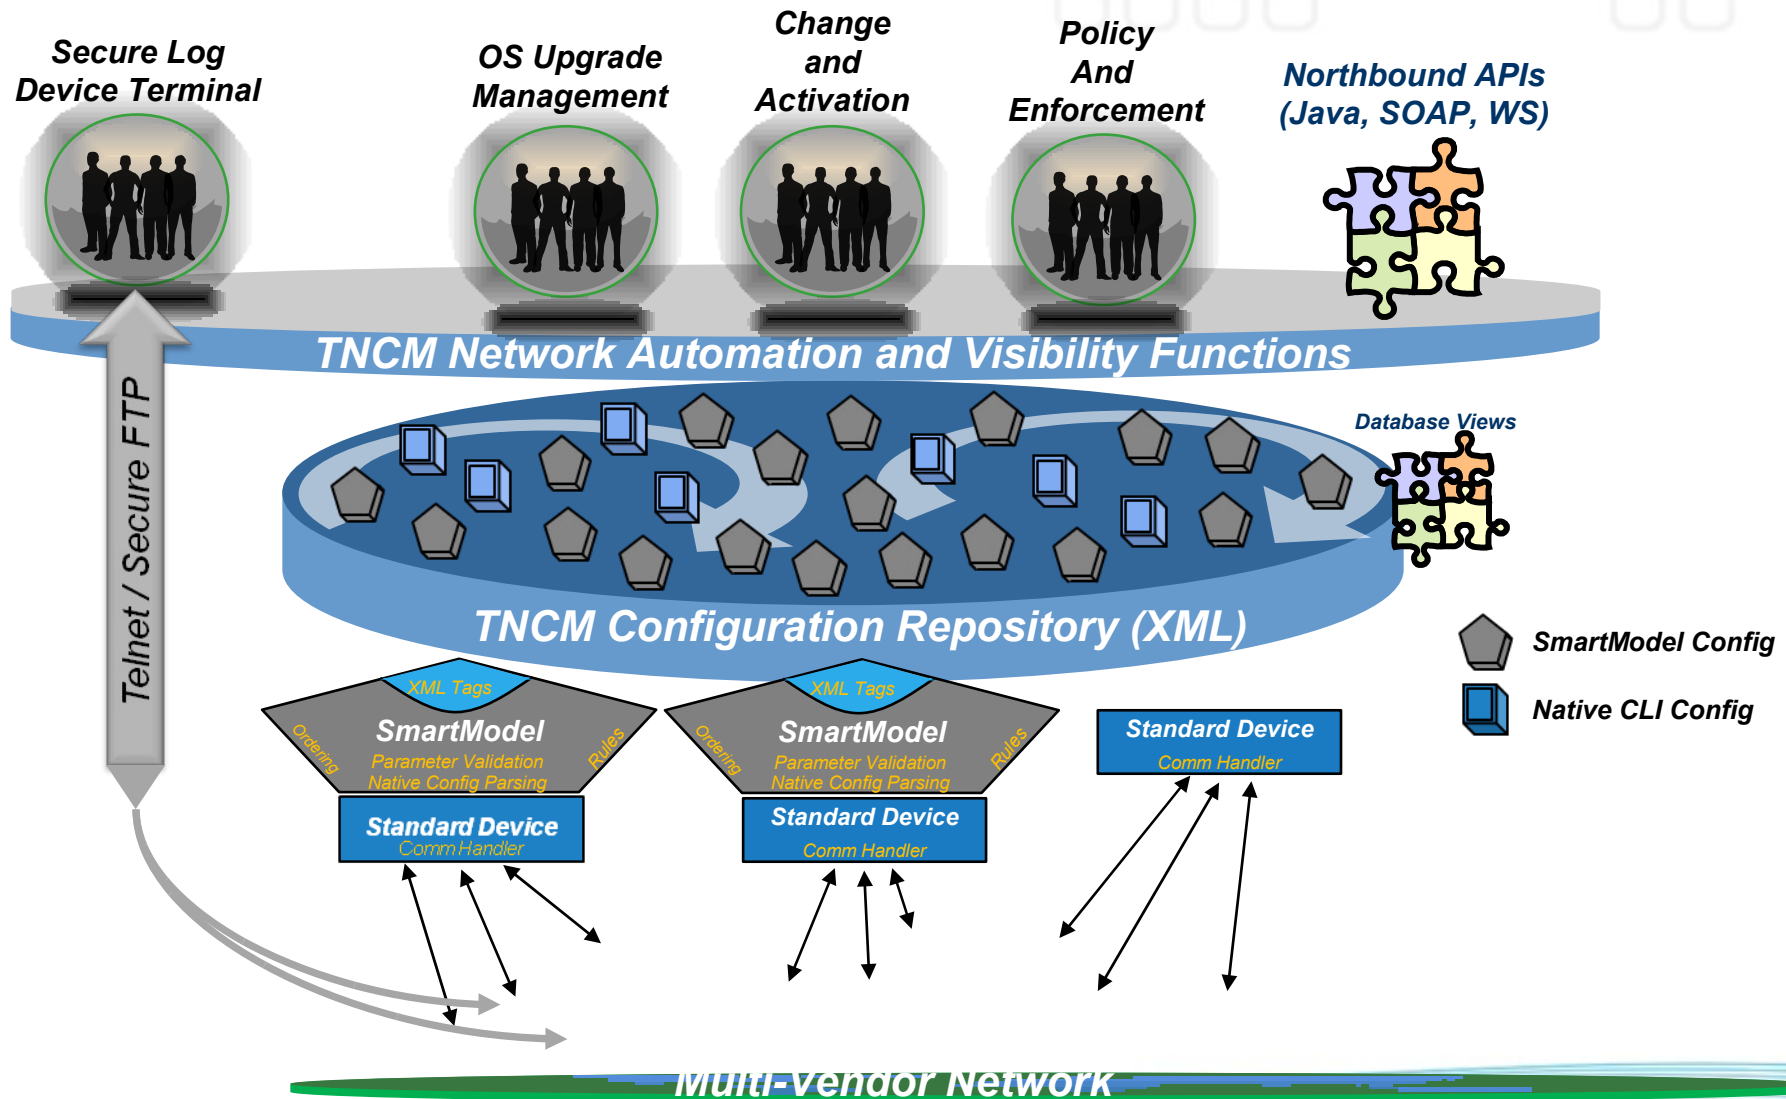 Secure Log
Device Terminal
OS Upgrade
Management
Change
and
Activation
Policy
And
Enforcement
Northbound APIs
(Java, SOAP, WS)
TNCM Network Automation and Visibility Functions
Telnet / Secure FTP
Database Views
TNCM Configuration Repository (XML)
SmartModel Config
Native CLI Config
XML Tags
SmartModel
Ordering
Rules
Parameter Validation
Native Config Parsing
Standard Device
Comm Handler
XML Tags
SmartModel
Ordering
Rules
Parameter Validation
Native Config Parsing
Standard Device
Comm Handler
Standard Device
Comm Handler
Multi-Vendor Network